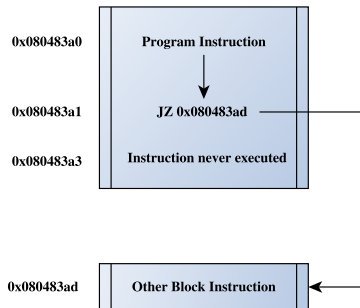 0x080483a0 Program Instruction
0x080483a1 JZ 0x080483ad
0x080483a3 Instruction never executed
0x080483ad Other Block Instruction